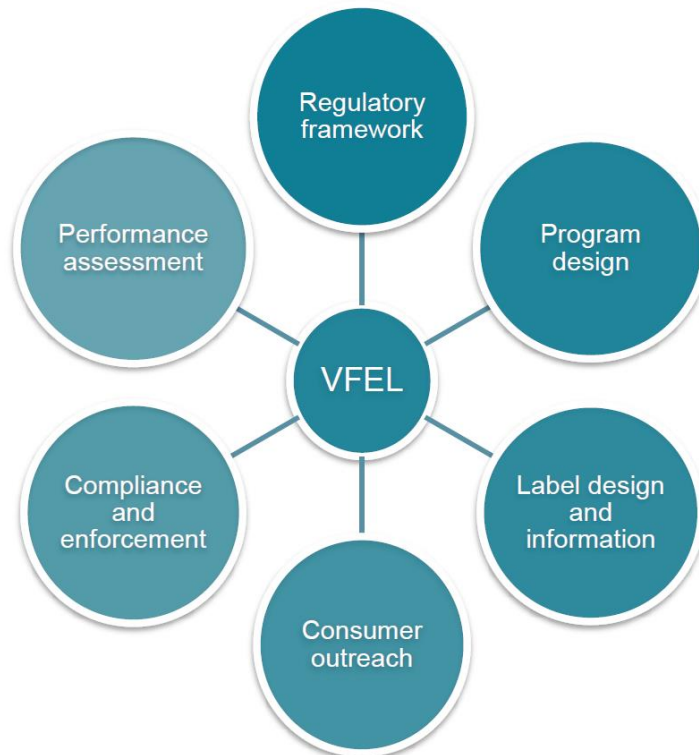 Regulatory
framework
Program
design
Label design
and
information
Consumer
outreach
Compliance
and
enforcement
Performance
assessment
VFEL